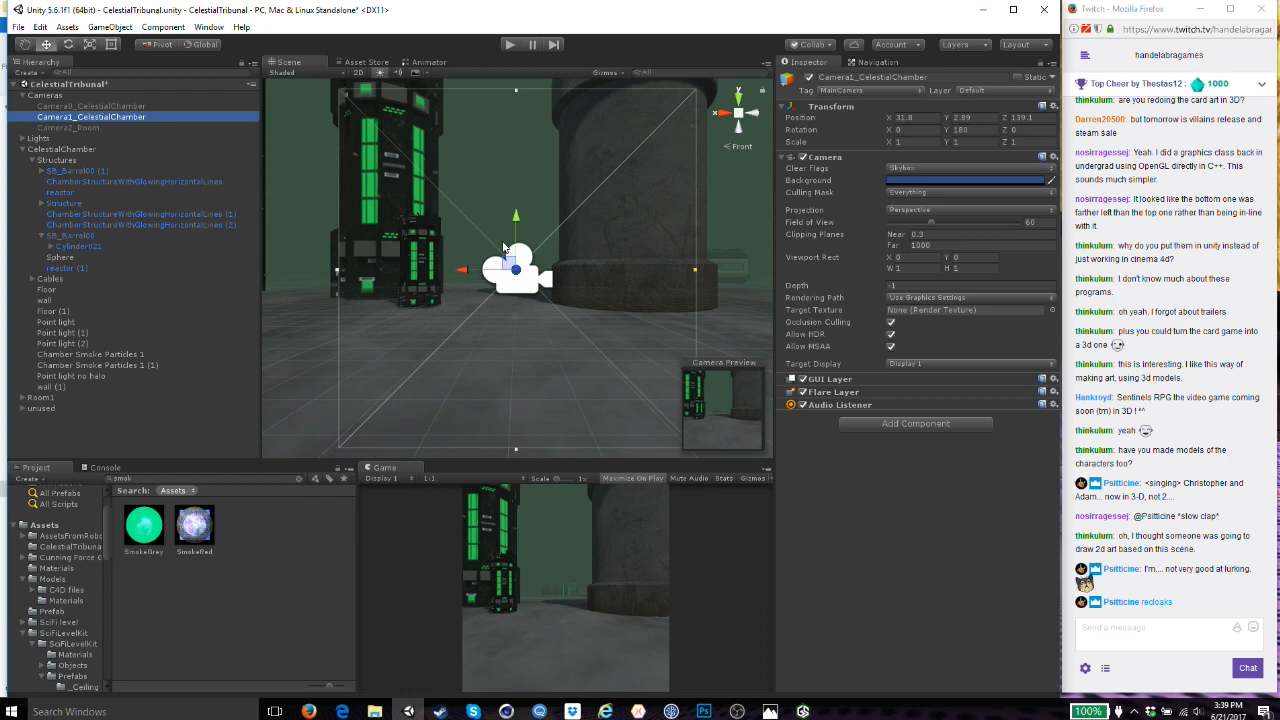 Unity 5.6.1f1 (64bit) - CelestialTribunal.unity - CelestialTribunal - PC, Mac & Linux Standalone* <DX11>
File Edit Assets GameObject Component Window Help
Pivot Global
Collab Account Layers Layout
Hierarchy
Create All
CelestialTribunal*
Cameras
Camera0_CelestialChamber
Camera1_CelestialChamber
Camera2_Room
Lights
CelestialChamber
Structures
SB_Barrel00 (1)
ChamberStructureWithGlowingHorizontalLines
reactor
Structure
ChamberStructureWithGlowingHorizontalLines (1)
ChamberStructureWithGlowingHorizontalLines (2)
SB_Barrel00
Cylinder021
Sphere
reactor (1)
Cables
Floor
wall
Floor (1)
Point light
Point light (1)
Point light (2)
Chamber Smoke Particles 1
Chamber Smoke Particles 1 (1)
Point light no halo
wall (1)
Room1
unused
Scene Asset Store Animator
Shaded 2D Gizmos All
y
x
Front
Camera Preview
Project Console
Create smok
All Prefabs
All Scripts
Assets
AssetsFromRobo
CelestialTribuna
Cunning Force G
Materials
Models
C4D files
Materials
Prefab
SciFi level
SciFiLevelKit
SciFiLevelKit
Materials
Objects
Prefabs
_Ceiling
Search: Assets
SmokeGrey SmokeRed
Game
Display 1 1:1 Scale 1x Maximize On Play Mute Audio Stats Gizmos
Inspector Navigation
Camera1_CelestialChamber Static
Tag MainCamera Layer Default
Transform
Position X 31.8 Y 2.89 Z 139.1
Rotation X 0 Y 180 Z 0
Scale X 1 Y 1 Z 1
Camera
Clear Flags Skybox
Background
Culling Mask Everything
Projection Perspective
Field of View 60
Clipping Planes Near 0.3
Far 1000
Viewport Rect X 0 Y 0
W 1 H 1
Depth -1
Rendering Path Use Graphics Settings
Target Texture None (Render Texture)
Occlusion Culling
Allow HDR
Allow MSAA
Target Display Display 1
GUI Layer
Flare Layer
Audio Listener
Add Component
Twitch - Mozilla Firefox
https://www.twitch.tv/handelabragar
handelabragames
Top Cheer by Thestas12 : 1000
thinkulum: are you redoing the card art in 3D?
Darren20500: but tomorrow is villains release and
steam sale
nosirragessej: Yeah. I did a graphics class back in
undergrad using OpenGL directly in C++. This
sounds much simpler.
nosirragessej: It looked like the bottom one was
farther left than the top one rather than being in-line
with it.
thinkulum: why do you put them in unity instead of
just working in cinema 4d?
thinkulum: I don't know much about these
programs.
thinkulum: oh yeah, I forgot about trailers
thinkulum: plus you could turn the card game into
a 3d one
thinkulum: this is interesting. I like this way of
making art, using 3d models.
Hankroyd: Sentinels RPG the video game coming
soon (tm) in 3D ! ^^
thinkulum: yeah
thinkulum: have you made models of the
characters too?
Psitticine: <singing> Christopher and
Adam... now in 3-D, not 2....
nosirragessej: @Psitticine *slow clap*
thinkulum: oh, I thought someone was going to
draw 2d art based on this scene.
Psitticine: I'm.... not very good at lurking.
Psitticine recloaks
Send a message
Chat
Search Windows
100%
3:39 PM
6/21/2017